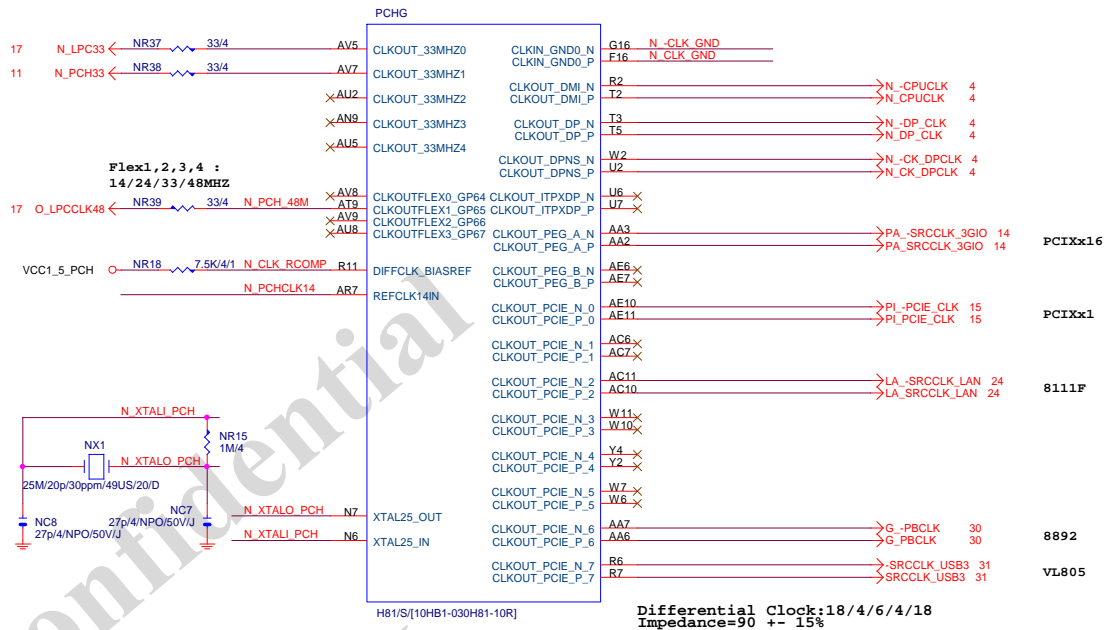 PCHG
17 N_LPC33 NR37 33/4 AV5 CLKOUT_33MHZ0
11 N_PCH33 NR38 33/4 AV7 CLKOUT_33MHZ1
AU2 CLKOUT_33MHZ2
AN9 CLKOUT_33MHZ3
AU5 CLKOUT_33MHZ4
Flex1,2,3,4 :
14/24/33/48MHZ
AV8 CLKOUTFLEX0_GP64
17 O_LPCCLK48 NR39 33/4 N_PCH_48M AT9 CLKOUTFLEX1_GP65
AV9 CLKOUTFLEX2_GP66
AU8 CLKOUTFLEX3_GP67
VCC1_5_PCH NR18 7.5K/4/1 N_CLK_RCOMP R11 DIFFCLK_BIASREF
N_PCHCLK14 AR7 REFCLK14IN
N_XTALI_PCH
NR15
1M/4
NX1
N_XTALO_PCH
25M/20p/30ppm/49US/20/D
NC8
27p/4/NPO/50V/J
NC7
27p/4/NPO/50V/J
N_XTALO_PCH N7 XTAL25_OUT
N_XTALI_PCH N6 XTAL25_IN
CLKIN_GND0_N G16 N_-CLK_GND
CLKIN_GND0_P F16 N_CLK_GND
CLKOUT_DMI_N R2 N_-CPUCLK 4
CLKOUT_DMI_P T2 N_CPUCLK 4
CLKOUT_DP_N T3 N_-DP_CLK 4
CLKOUT_DP_P T5 N_DP_CLK 4
CLKOUT_DPNS_N W2 N_-CK_DPCLK 4
CLKOUT_DPNS_P U2 N_CK_DPCLK 4
CLKOUT_ITPXDP_N U6
CLKOUT_ITPXDP_P U7
CLKOUT_PEG_A_N AA3 PA_-SRCCLK_3GIO 14
CLKOUT_PEG_A_P AA2 PA_SRCCLK_3GIO 14
PCIXx16
CLKOUT_PEG_B_N AE6
CLKOUT_PEG_B_P AE7
CLKOUT_PCIE_N_0 AE10 PI_-PCIE_CLK 15
CLKOUT_PCIE_P_0 AE11 PI_PCIE_CLK 15
PCIXx1
CLKOUT_PCIE_N_1 AC6
CLKOUT_PCIE_P_1 AC7
CLKOUT_PCIE_N_2 AC11 LA_-SRCCLK_LAN 24
CLKOUT_PCIE_P_2 AC10 LA_SRCCLK_LAN 24
8111F
CLKOUT_PCIE_N_3 W11
CLKOUT_PCIE_P_3 W10
CLKOUT_PCIE_N_4 Y4
CLKOUT_PCIE_P_4 Y2
CLKOUT_PCIE_N_5 W7
CLKOUT_PCIE_P_5 W6
CLKOUT_PCIE_N_6 AA7 G_-PBCLK 30
CLKOUT_PCIE_P_6 AA6 G_PBCLK 30
8892
CLKOUT_PCIE_N_7 R6 -SRCCLK_USB3 31
CLKOUT_PCIE_P_7 R7 SRCCLK_USB3 31
VL805
H81/S/[10HB1-030H81-10R]
Differential Clock:18/4/6/4/18
Impedance=90 +- 15%
onfidential